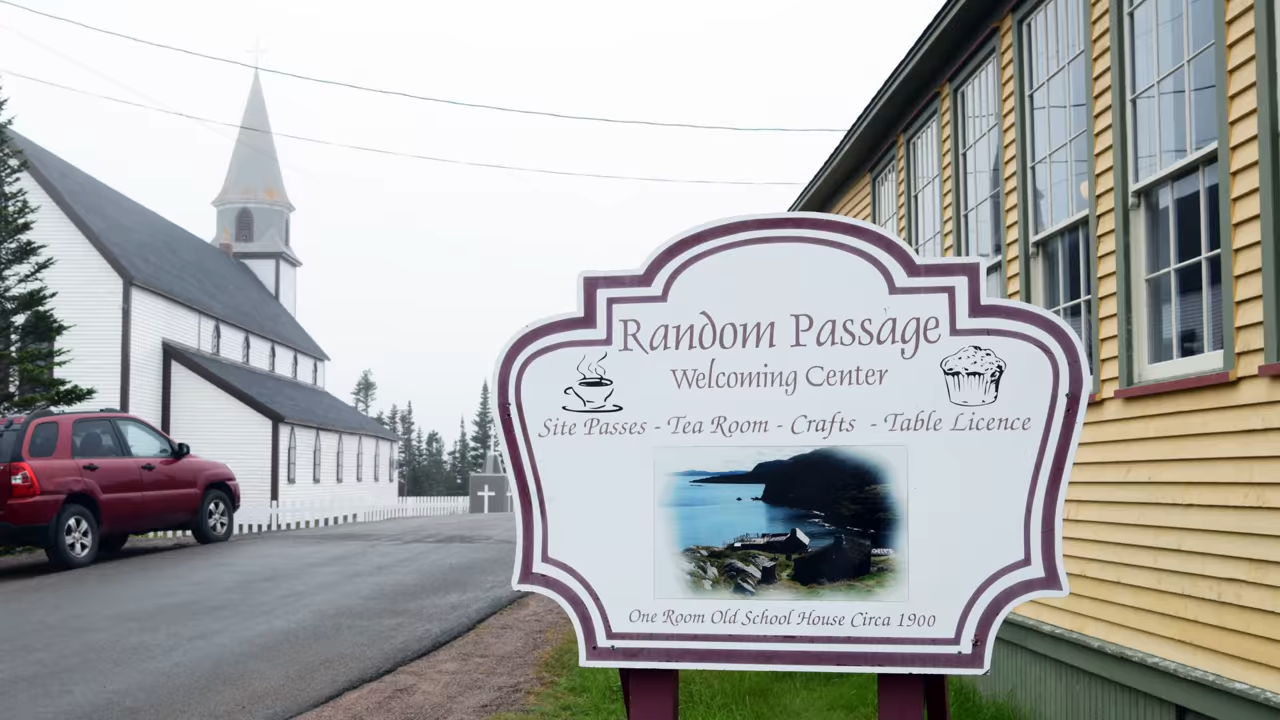 Random Passage
Welcoming Center
Site Passes - Tea Room - Crafts - Table Licence
One Room Old School House Circa 1900